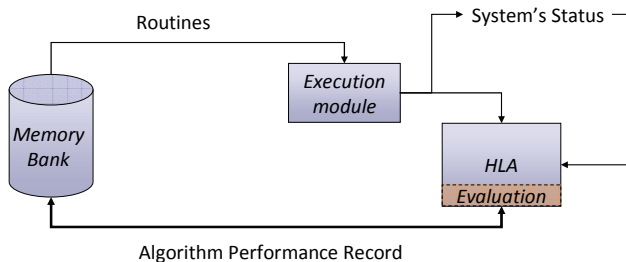 Routines
System's Status
Execution
module
Memory
Bank
HLA
Evaluation
Algorithm Performance Record